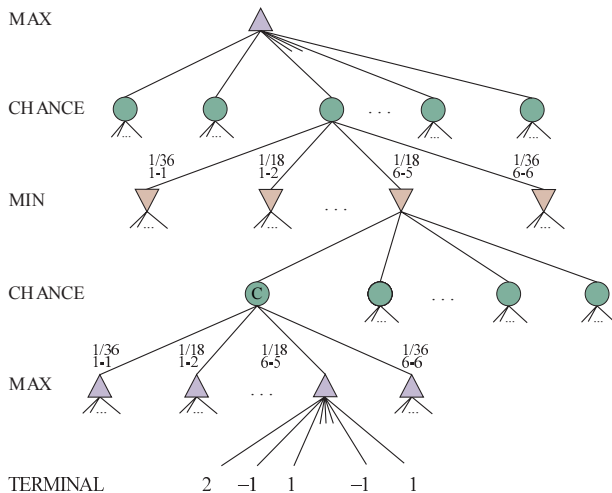 MAX
CHANCE
...
... ... ... ... ...
1/36 1/18 1/18 1/36
1-1 1-2 6-5 6-6
MIN
...
... ... ... ...
CHANCE
C
...
... ... ...
1/36 1/18 1/18 1/36
1-1 1-2 6-5 6-6
MAX
...
... ... ...
TERMINAL 2 –1 1 –1 1